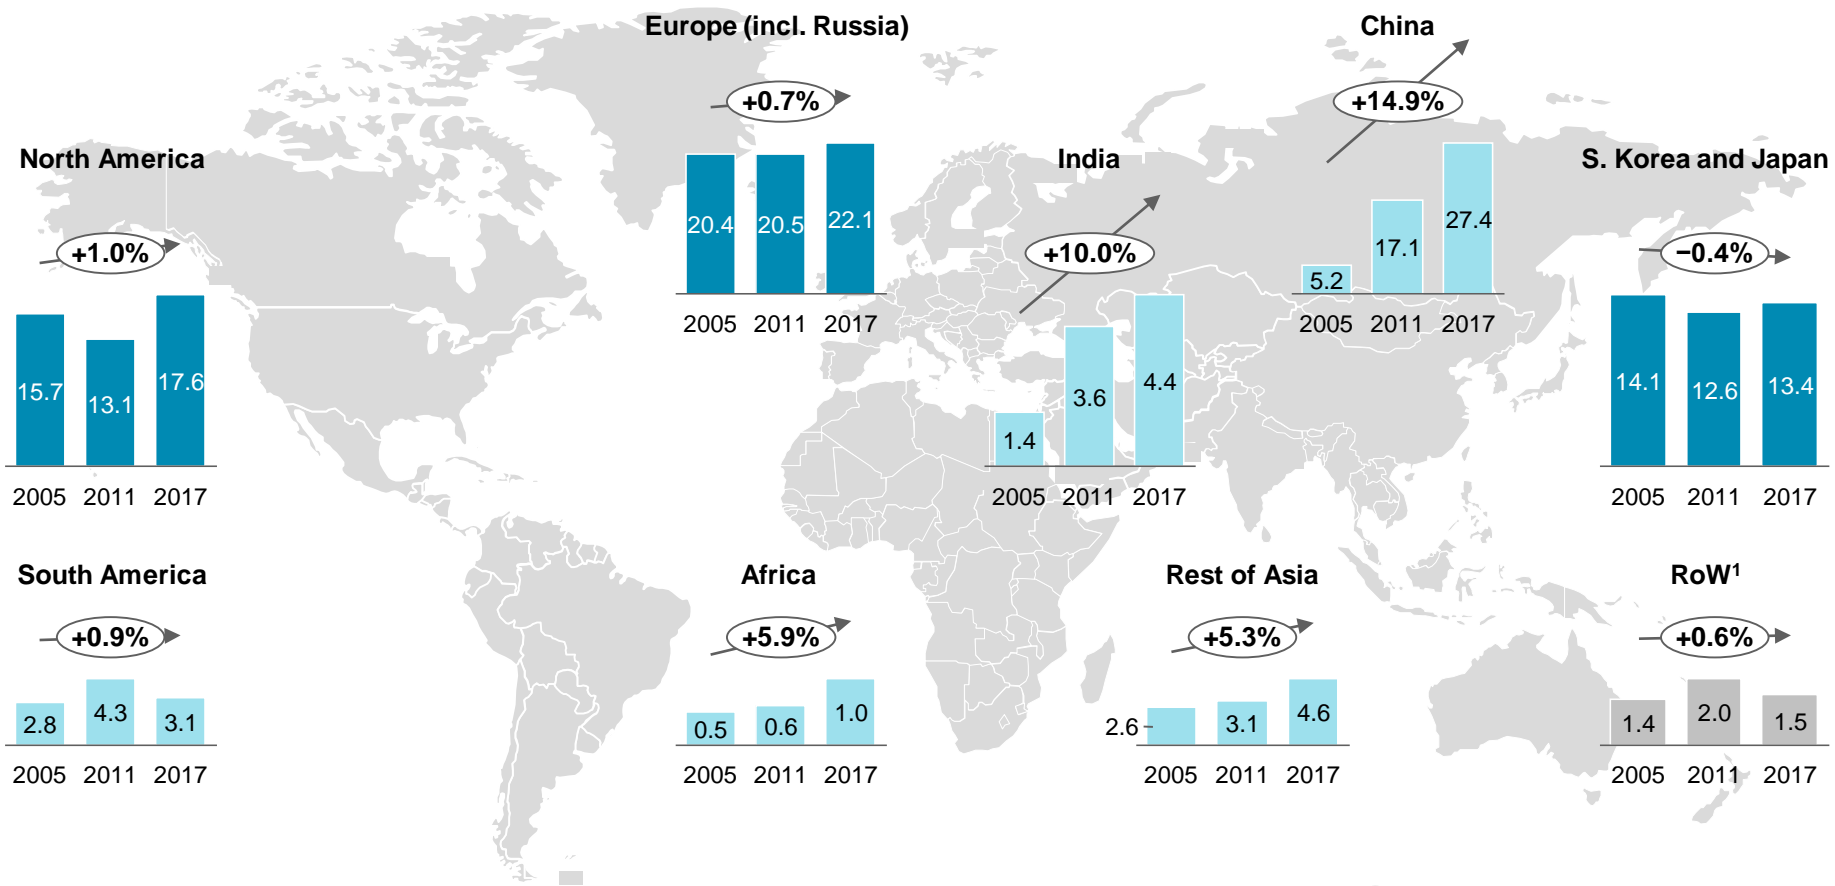 Europe (incl. Russia)
+0.7%
20.4 20.5 22.1
2005 2011 2017
China
+14.9%
5.2 17.1 27.4
2005 2011 2017
North America
+1.0%
15.7 13.1 17.6
2005 2011 2017
India
+10.0%
1.4 3.6 4.4
2005 2011 2017
S. Korea and Japan
−0.4%
14.1 12.6 13.4
2005 2011 2017
South America
+0.9%
2.8 4.3 3.1
2005 2011 2017
Africa
+5.9%
0.5 0.6 1.0
2005 2011 2017
Rest of Asia
+5.3%
2.6 3.1 4.6
2005 2011 2017
RoW¹
+0.6%
1.4 2.0 1.5
2005 2011 2017